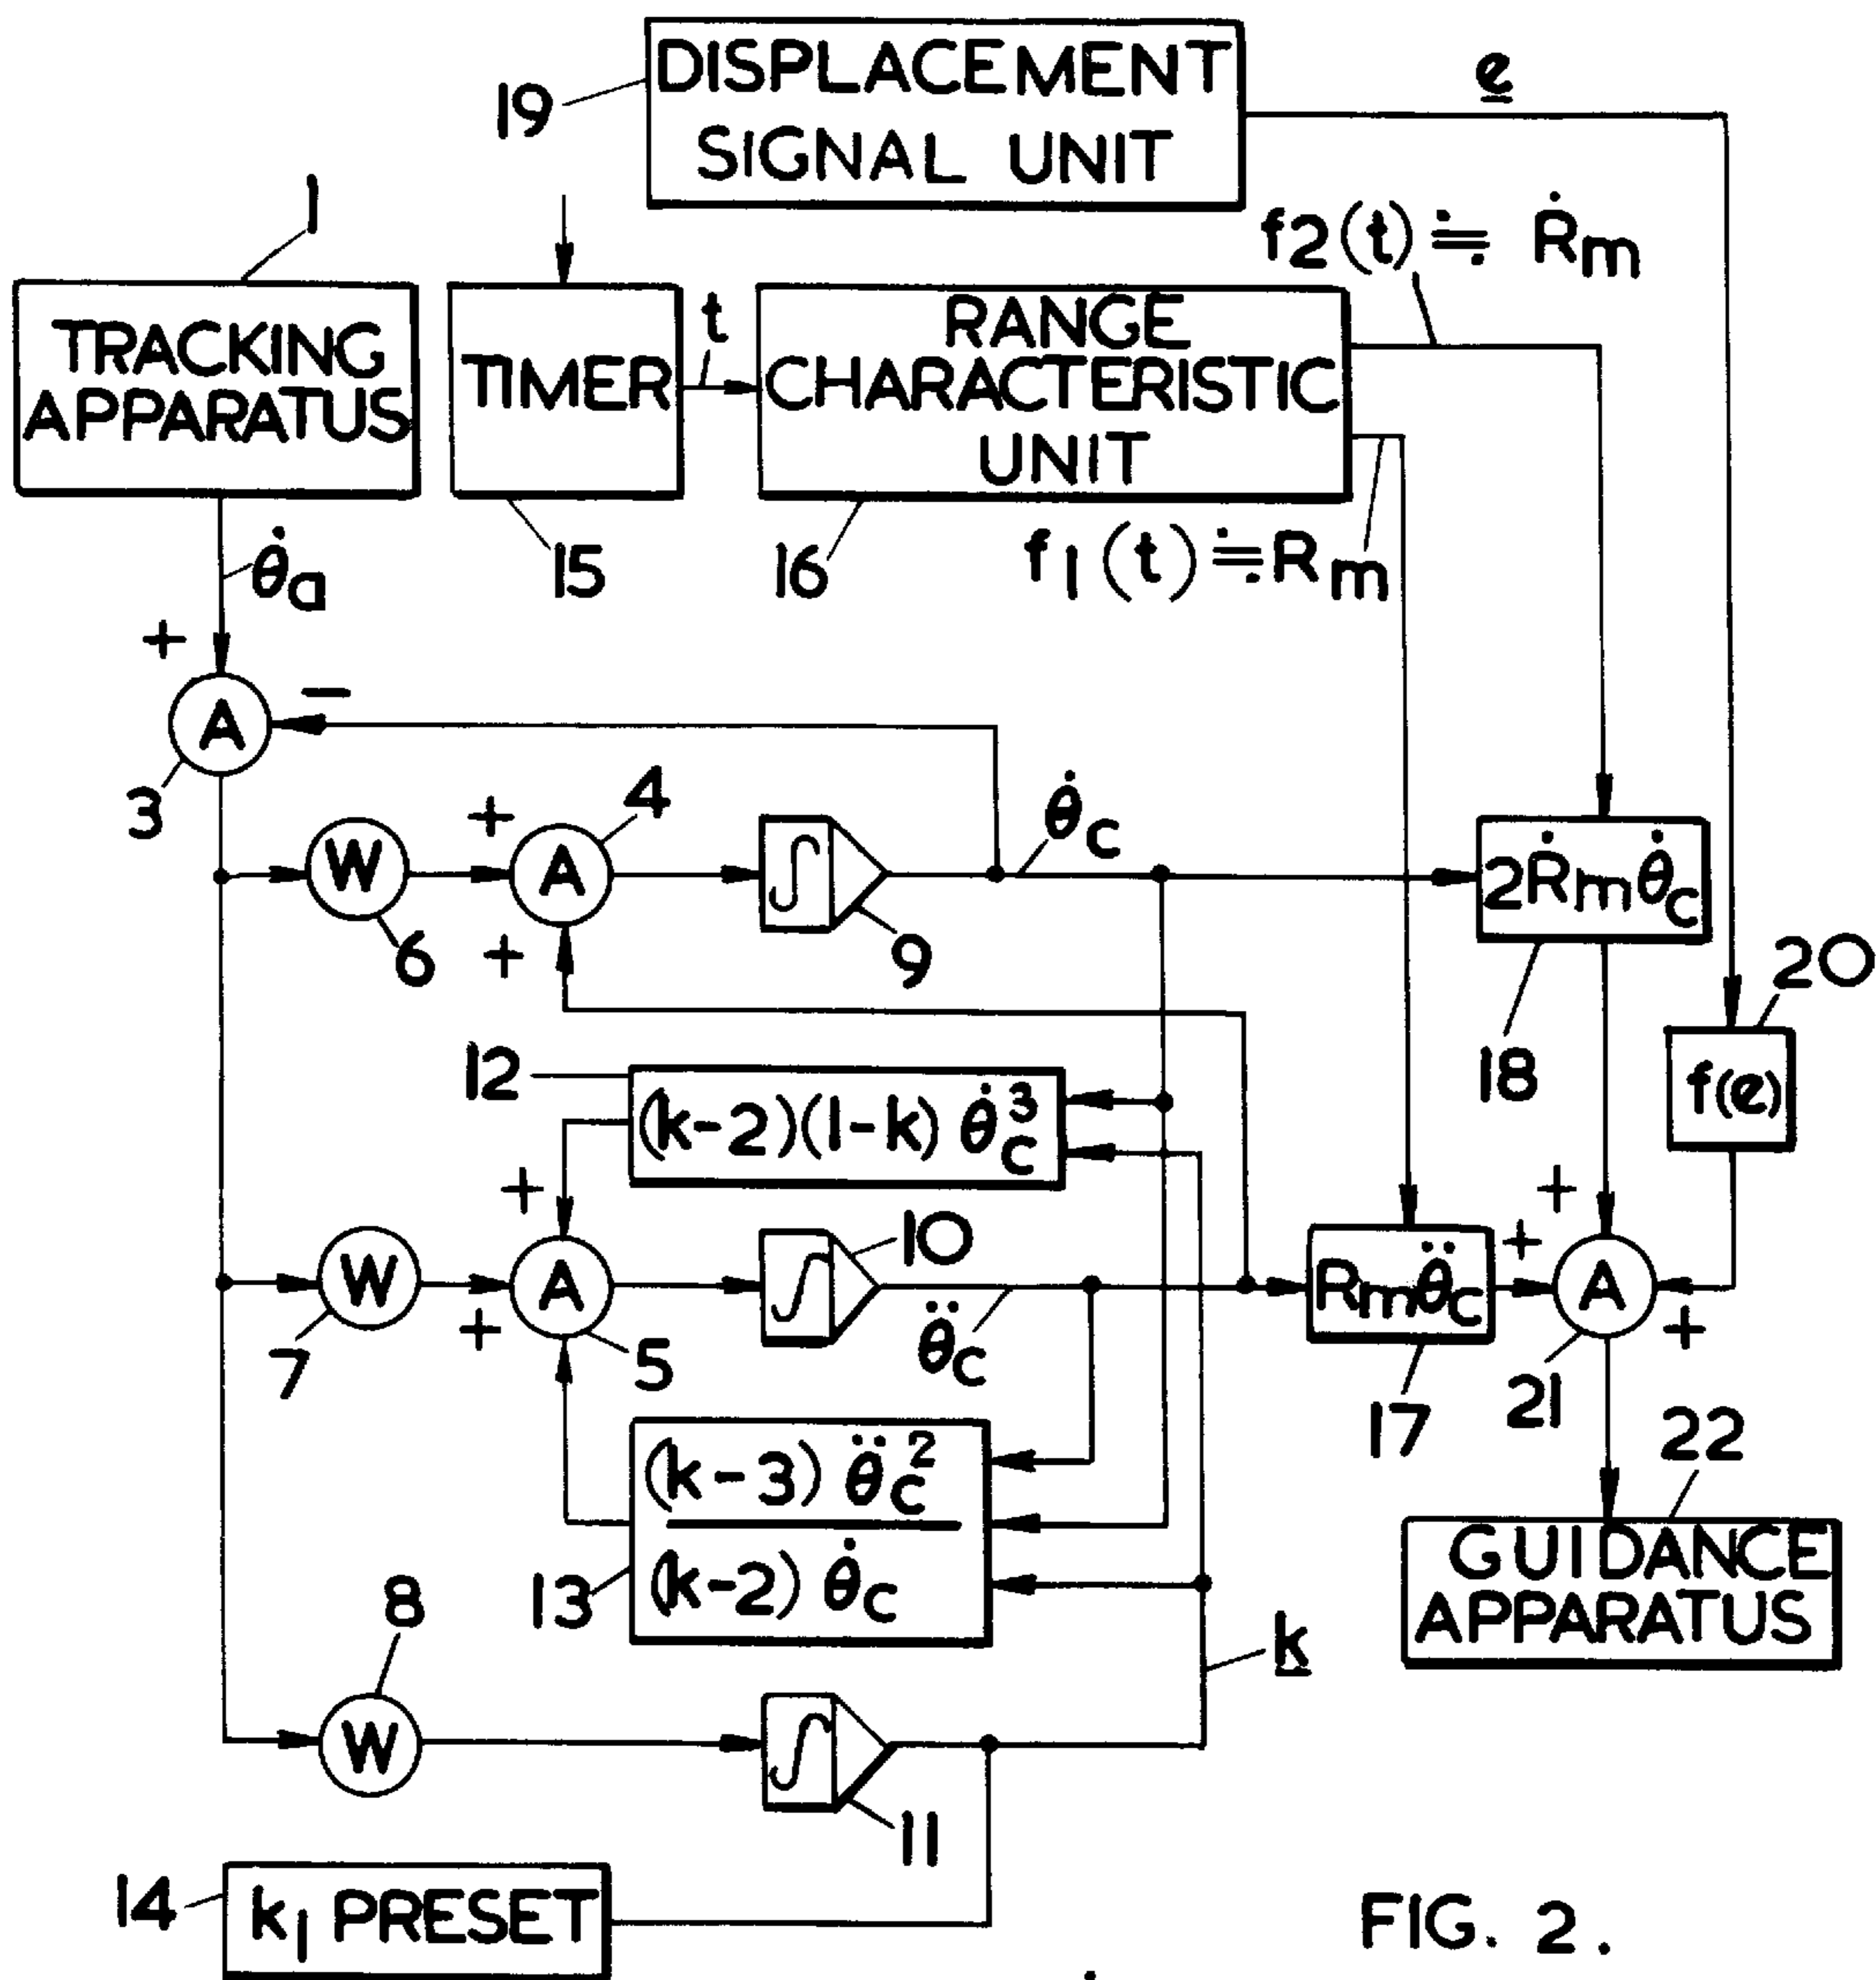 DISPLACEMENT
SIGNAL UNIT
19
e
1
f2(t) ≒ Ṙm
TRACKING
APPARATUS
TIMER
t
RANGE
CHARACTERISTIC
UNIT
15
16
f1(t) ≒ Rm
θ̇a
+
−
A
3
W
6
+
A
4
+
∫
9
θ̇c
2Ṙmθ̇c
18
20
f(e)
12
(k-2)(1-k) θ̇c³
+
W
7
+
A
5
∫
10
θ̈c
Rmθ̈c
17
+
+
A
+
21
(k-3) θ̈c²
(k-2) θ̇c
13
22
GUIDANCE
APPARATUS
8
W
∫
11
k
14
k1 PRESET
FIG. 2.